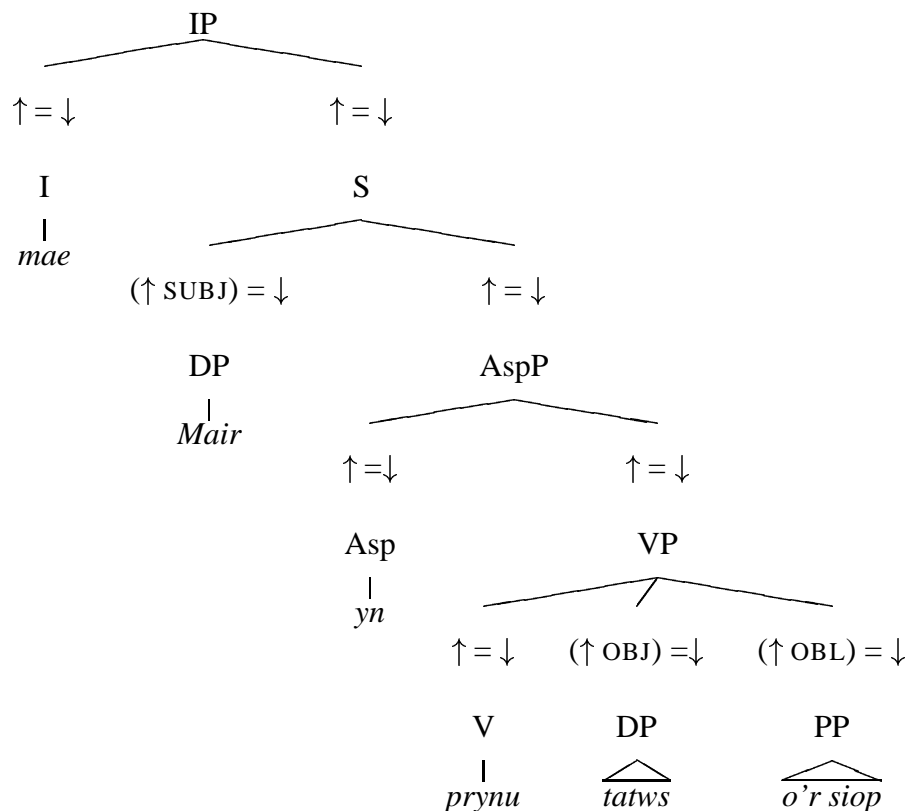 IP
↑ = ↓ ↑ = ↓
I S
mae
(↑ SUBJ) = ↓ ↑ = ↓
DP AspP
Mair
↑ =↓ ↑ = ↓
Asp VP
yn
↑ = ↓ (↑ OBJ) =↓ (↑ OBL) = ↓
V DP PP
prynu tatws o'r siop